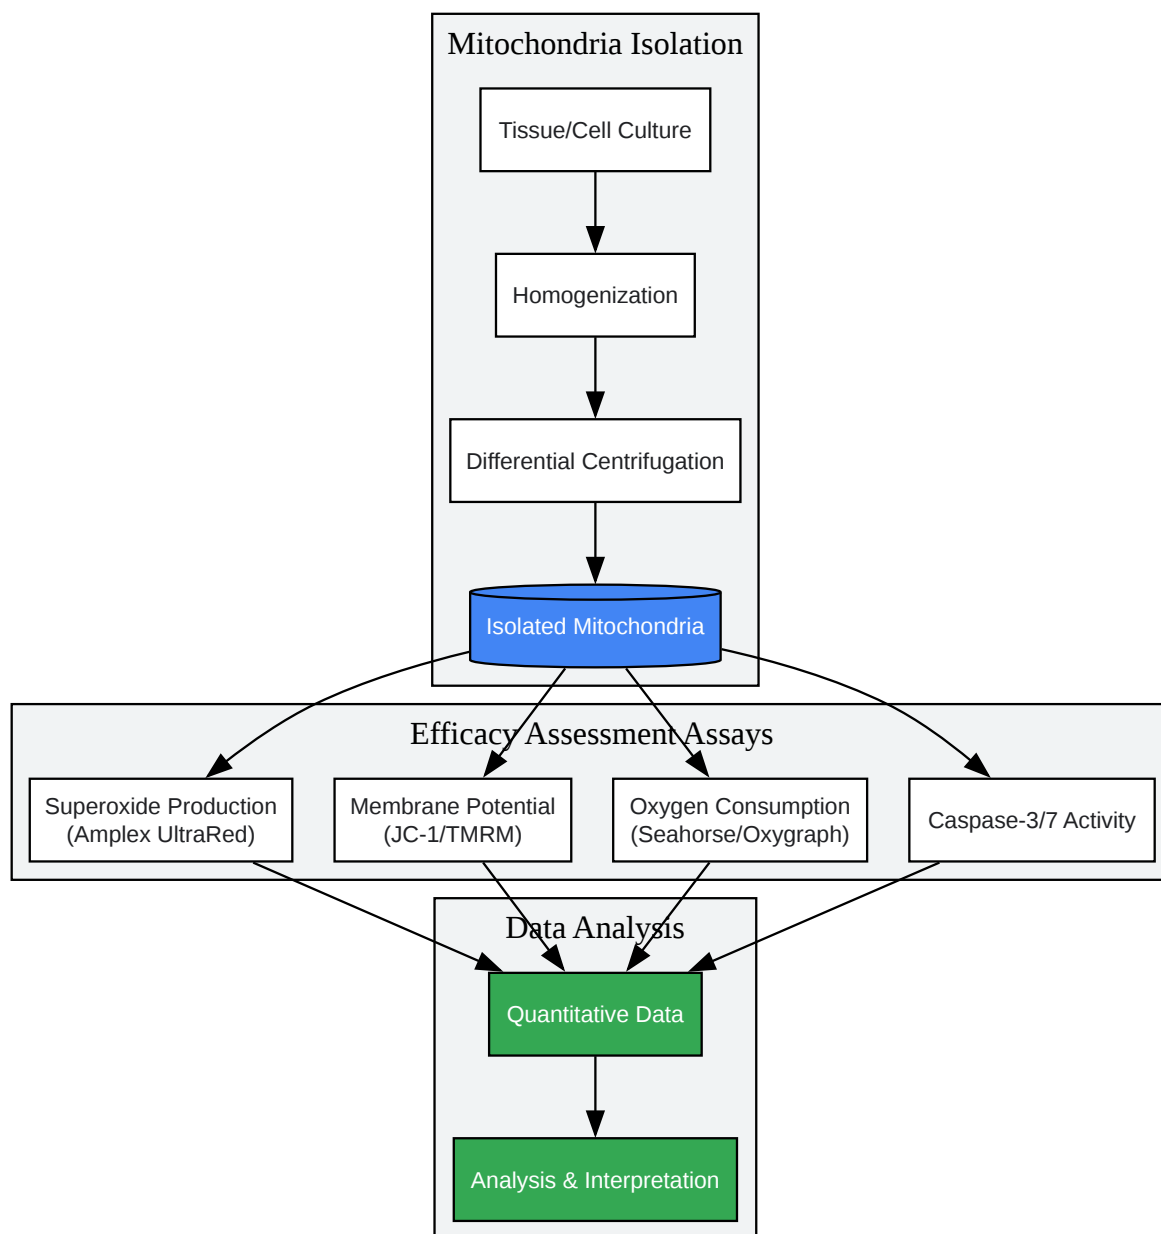 Mitochondria Isolation
Tissue/Cell Culture
Homogenization
Differential Centrifugation
Isolated Mitochondria
Efficacy Assessment Assays
Superoxide Production
(Amplex UltraRed)
Membrane Potential
(JC-1/TMRM)
Oxygen Consumption
(Seahorse/Oxygraph)
Caspase-3/7 Activity
Data Analysis
Quantitative Data
Analysis & Interpretation